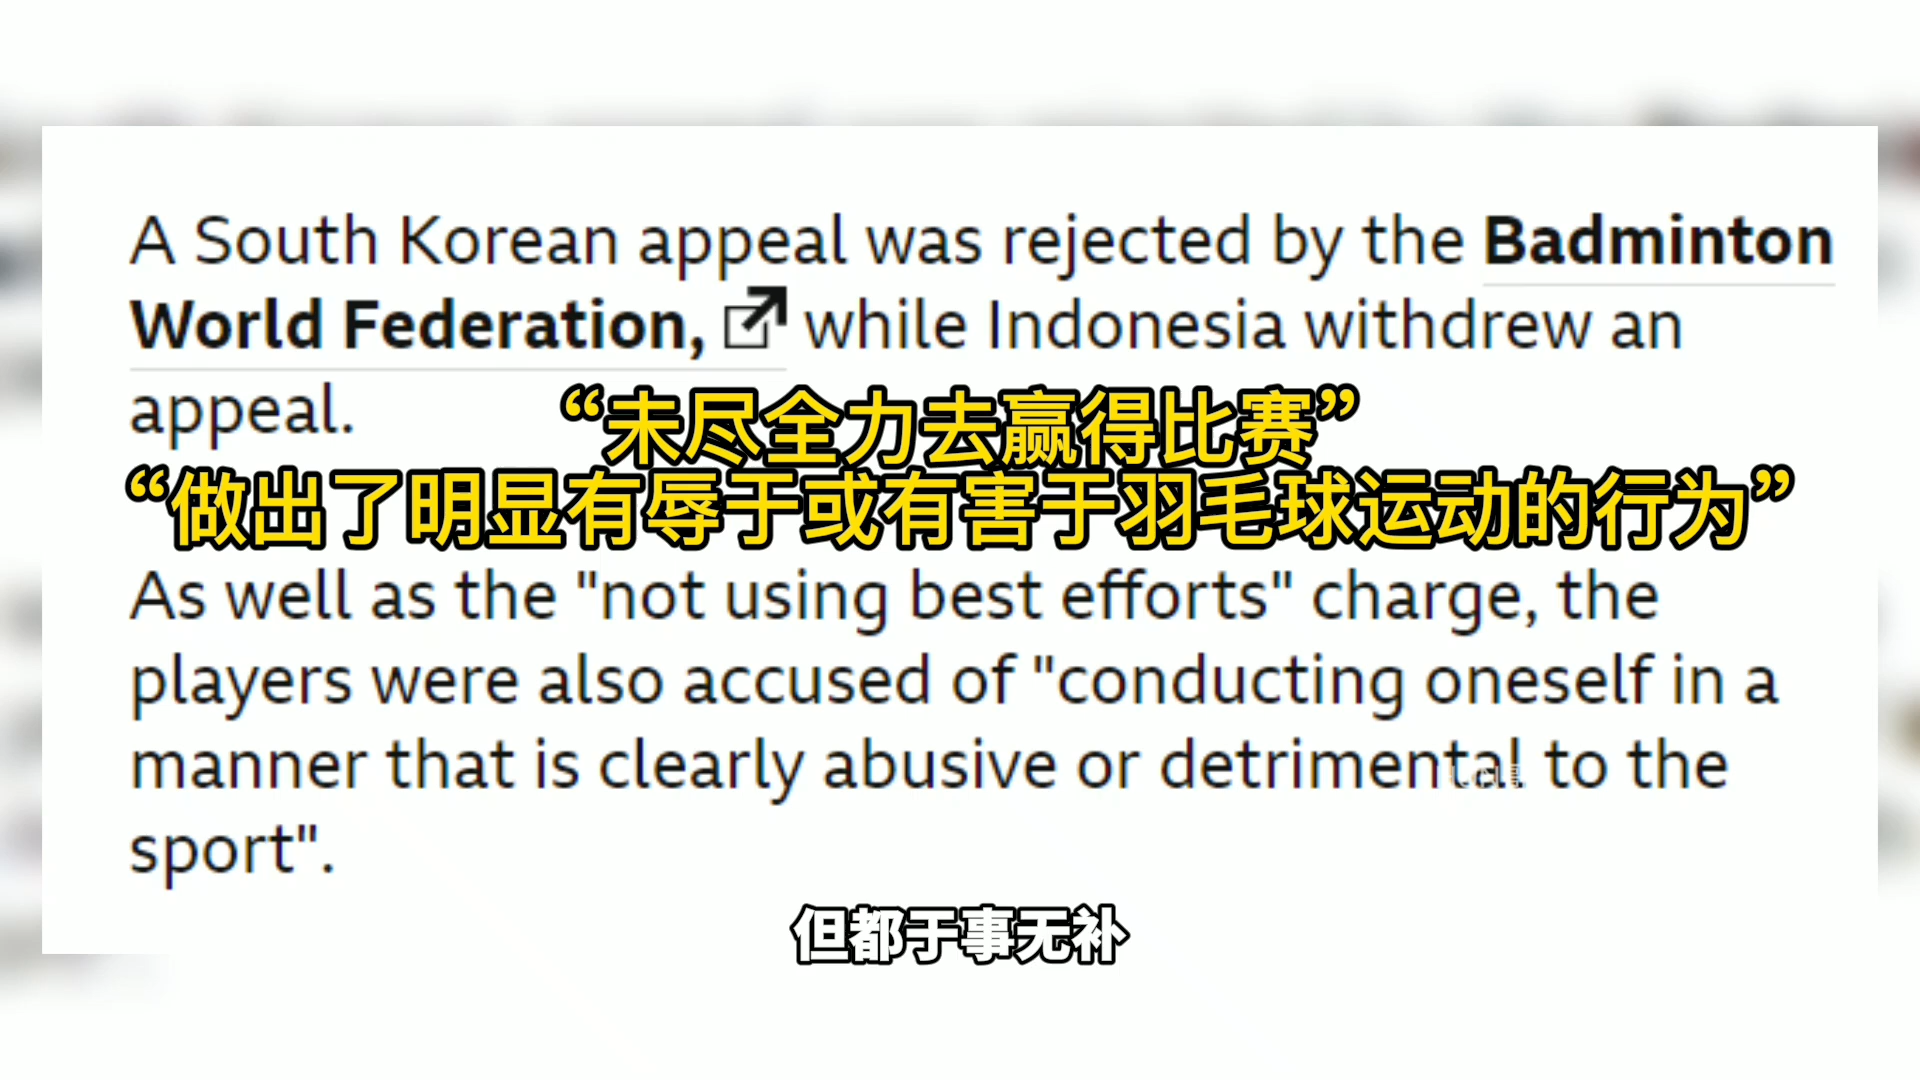 A South Korean appeal was rejected by the Badminton
World Federation, while Indonesia withdrew an
appeal.
“未尽全力去赢得比赛”
“做出了明显有辱于或有害于羽毛球运动的行为”
As well as the "not using best efforts" charge, the
players were also accused of "conducting oneself in a
manner that is clearly abusive or detrimental to the
sport".
但都于事无补